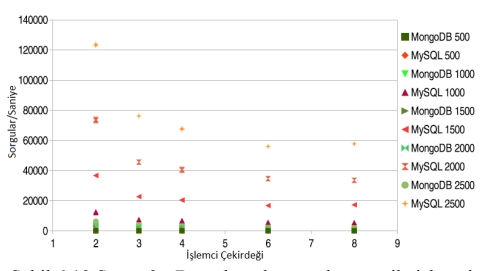 140000
120000
100000
80000
60000
40000
20000
0
Sorgular/Saniye
1 2 3 4 5 6 7 8 9
İşlemci Çekirdeği
MongoDB 500
MySQL 500
MongoDB 1000
MySQL 1000
MongoDB 1500
MySQL 1500
MongoDB 2000
MySQL 2000
MongoDB 2500
MySQL 2500